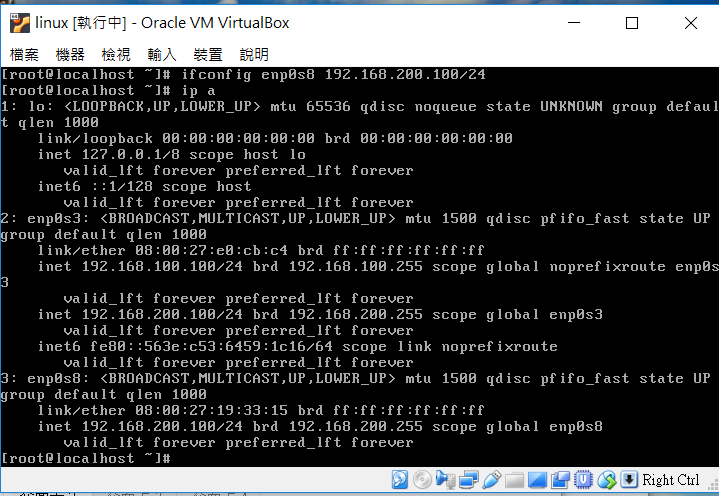 linux [執行中] - Oracle VM VirtualBox
檔案 機器 檢視 輸入 裝置 說明
[root@localhost ~]# ifconfig enp0s8 192.168.200.100/24
[root@localhost ~]# ip a
1: lo: <LOOPBACK,UP,LOWER_UP> mtu 65536 qdisc noqueue state UNKNOWN group defaul
t qlen 1000
    link/loopback 00:00:00:00:00:00 brd 00:00:00:00:00:00
    inet 127.0.0.1/8 scope host lo
       valid_lft forever preferred_lft forever
    inet6 ::1/128 scope host
       valid_lft forever preferred_lft forever
2: enp0s3: <BROADCAST,MULTICAST,UP,LOWER_UP> mtu 1500 qdisc pfifo_fast state UP
group default qlen 1000
    link/ether 08:00:27:e0:cb:c4 brd ff:ff:ff:ff:ff:ff
    inet 192.168.100.100/24 brd 192.168.100.255 scope global noprefixroute enp0s
3
       valid_lft forever preferred_lft forever
    inet 192.168.200.100/24 brd 192.168.200.255 scope global enp0s3
       valid_lft forever preferred_lft forever
    inet6 fe80::563e:c53:6459:1c16/64 scope link noprefixroute
       valid_lft forever preferred_lft forever
3: enp0s8: <BROADCAST,MULTICAST,UP,LOWER_UP> mtu 1500 qdisc pfifo_fast state UP
group default qlen 1000
    link/ether 08:00:27:19:33:15 brd ff:ff:ff:ff:ff:ff
    inet 192.168.200.100/24 brd 192.168.200.255 scope global enp0s8
       valid_lft forever preferred_lft forever
[root@localhost ~]#
Right Ctrl